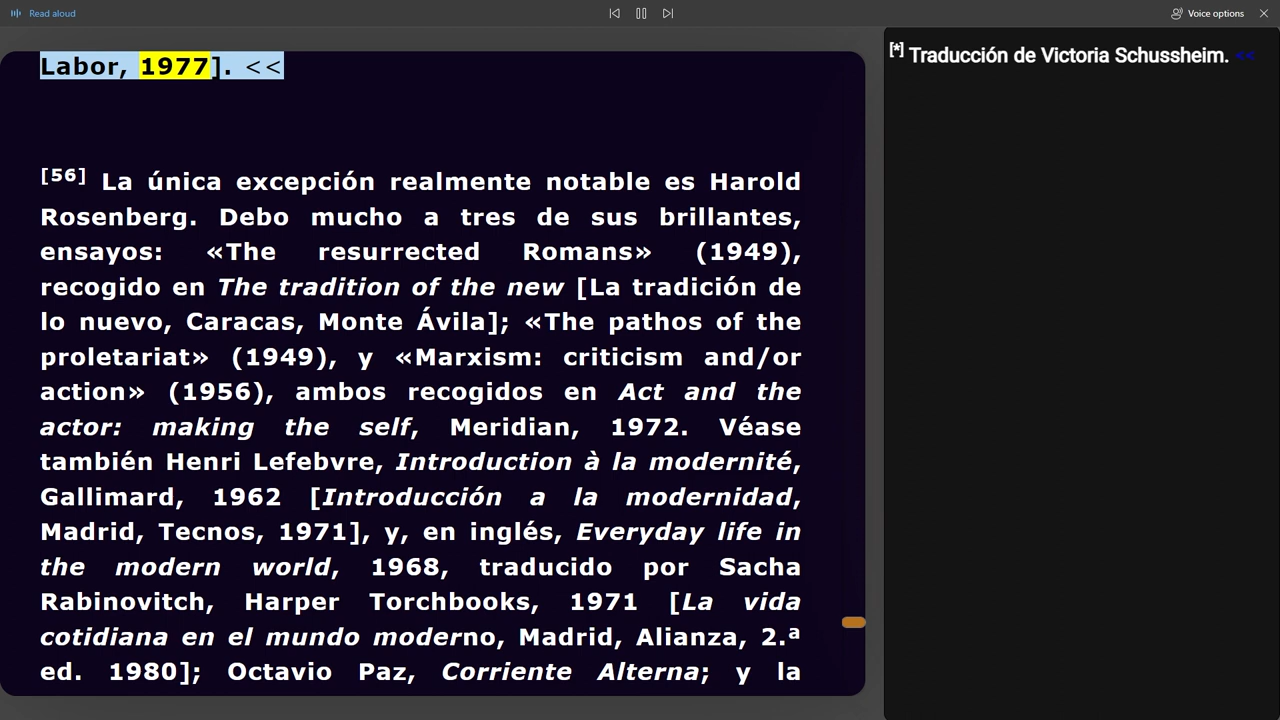 Read aloud
Voice options
Labor, 1977]. <<
[56] La única excepción realmente notable es Harold
Rosenberg. Debo mucho a tres de sus brillantes,
ensayos: «The resurrected Romans» (1949),
recogido en The tradition of the new [La tradición de
lo nuevo, Caracas, Monte Ávila]; «The pathos of the
proletariat» (1949), y «Marxism: criticism and/or
action» (1956), ambos recogidos en Act and the
actor: making the self, Meridian, 1972. Véase
también Henri Lefebvre, Introduction à la modernité,
Gallimard, 1962 [Introducción a la modernidad,
Madrid, Tecnos, 1971], y, en inglés, Everyday life in
the modern world, 1968, traducido por Sacha
Rabinovitch, Harper Torchbooks, 1971 [La vida
cotidiana en el mundo moderno, Madrid, Alianza, 2.ª
ed. 1980]; Octavio Paz, Corriente Alterna; y la
[*] Traducción de Victoria Schussheim. <<